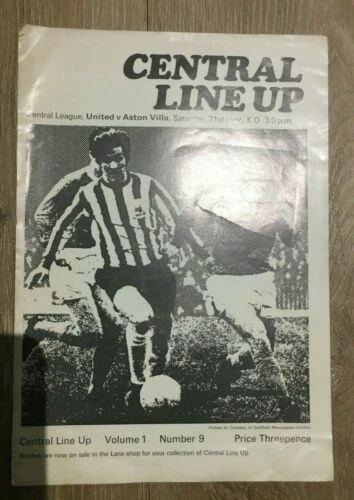 CENTRAL
LINE UP
Central League, United v Aston Villa, Saturday, 21st K.O. 3.0 p.m.
Picture by Courtesy of Sheffield Newspapers Limited
Central Line Up Volume 1 Number 9 Price Threepence
Binders are now on sale in the Lane shop for your collection of Central Line Up